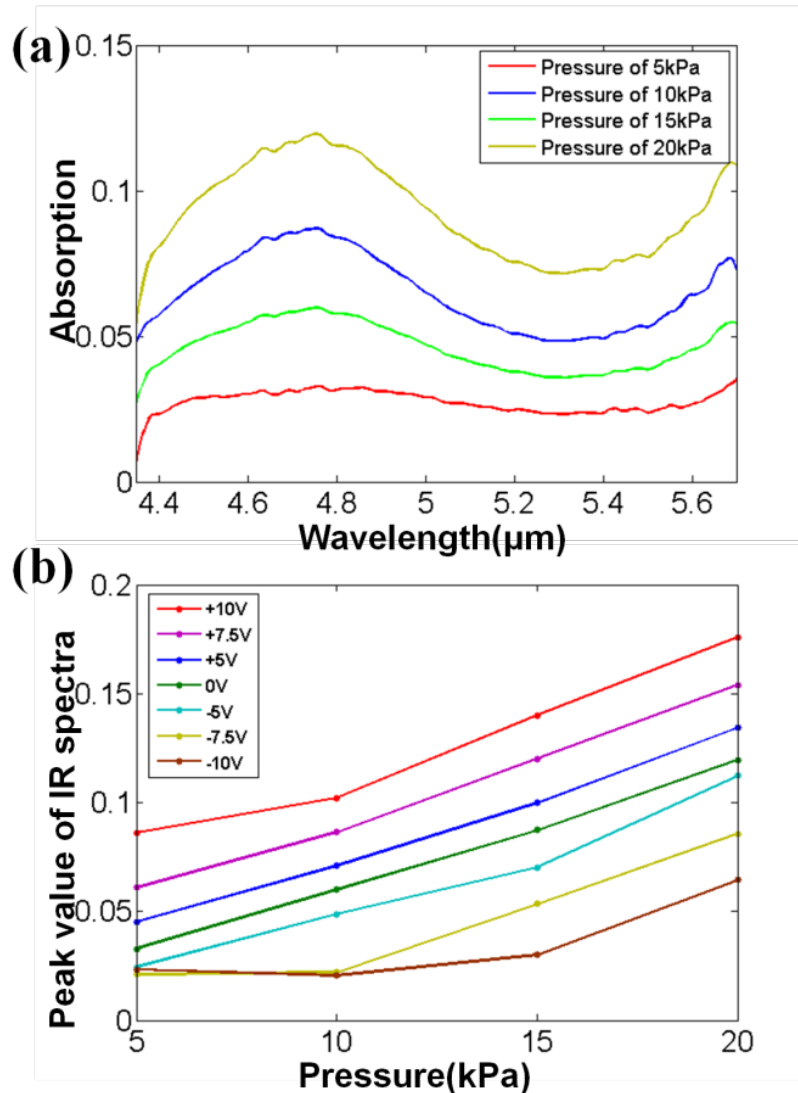 (a)
0.15
0.1
0.05
0
Absorption
Pressure of 5kPa
Pressure of 10kPa
Pressure of 15kPa
Pressure of 20kPa
4.4 4.6 4.8 5 5.2 5.4 5.6
Wavelength(μm)
(b)
0.2
0.15
0.1
0.05
0
Peak value of IR spectra
+10V
+7.5V
+5V
0V
-5V
-7.5V
-10V
5 10 15 20
Pressure(kPa)